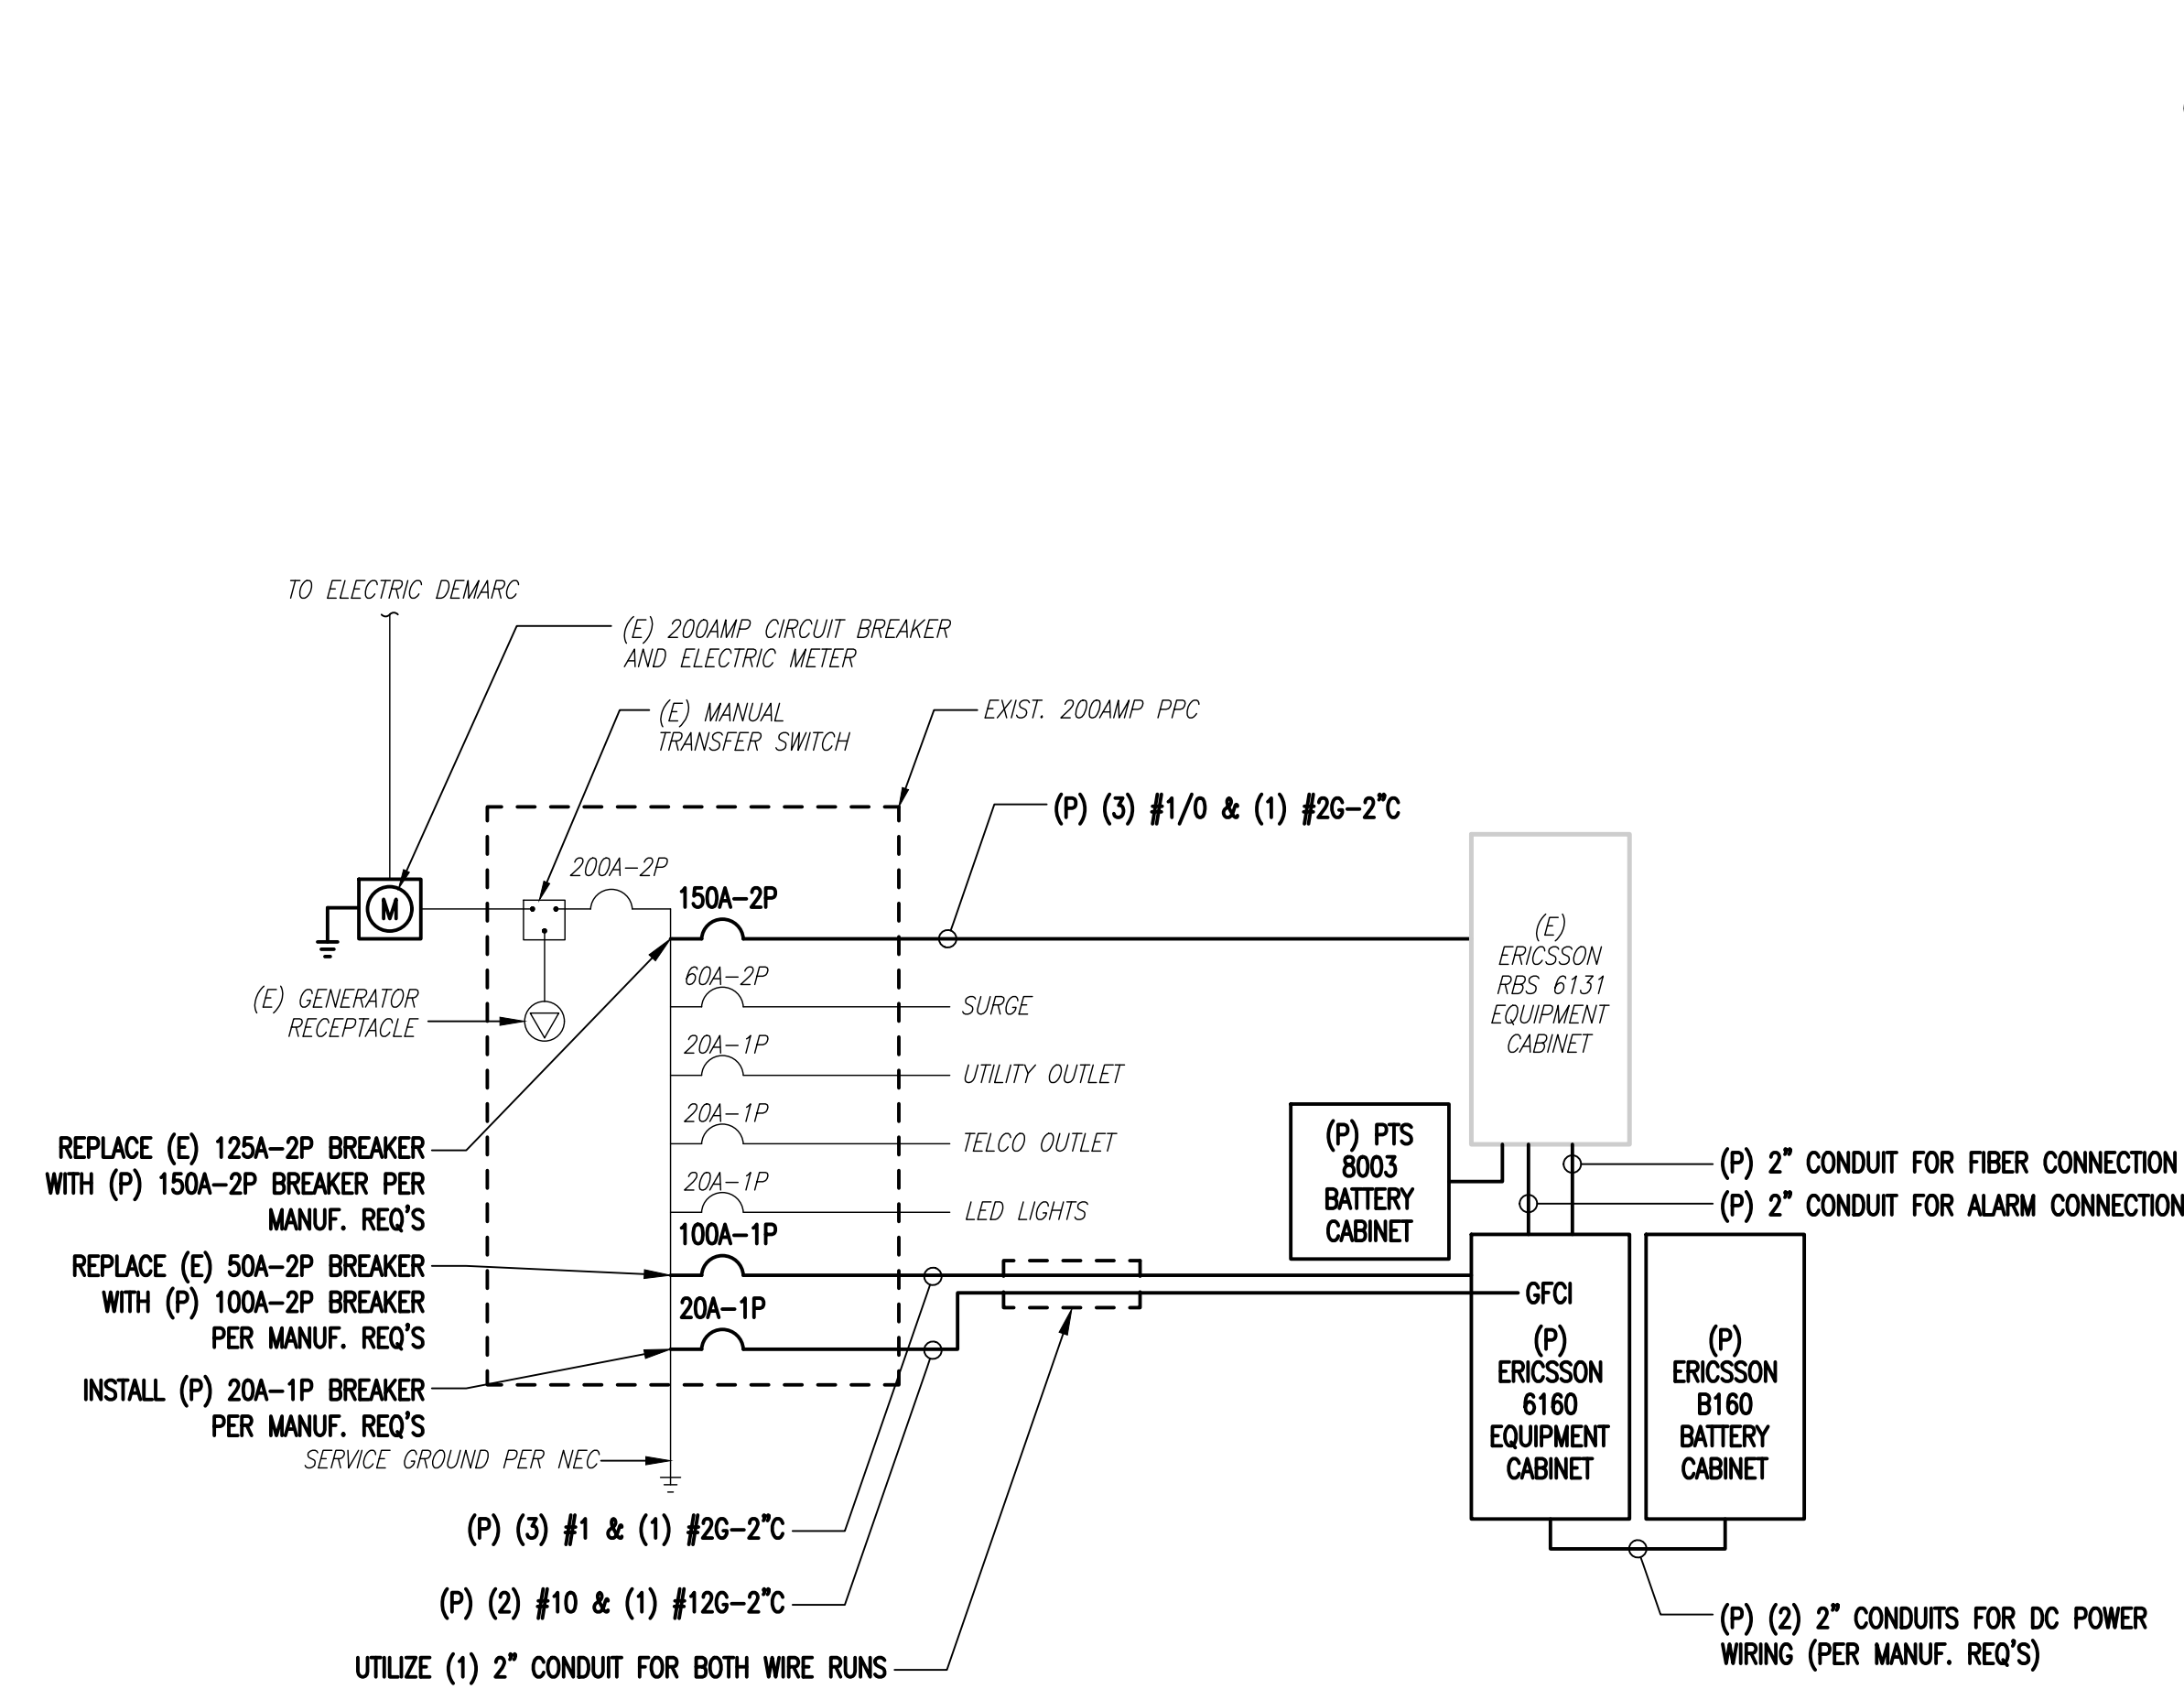 TO ELECTRIC DEMARC
(E) 200AMP CIRCUIT BREAKER
AND ELECTRIC METER
(E) MANUAL
TRANSFER SWITCH
EXIST. 200AMP PPC
(P) (3) #1/0 & (1) #2G-2"C
200A-2P
150A-2P
M
60A-2P
SURGE
(E) GENERATOR
RECEPTACLE
20A-1P
UTILITY OUTLET
20A-1P
TELCO OUTLET
20A-1P
LED LIGHTS
100A-1P
20A-1P
(E)
ERICSSON
RBS 6131
EQUIPMENT
CABINET
(P) PTS
8003
BATTERY
CABINET
(P) 2" CONDUIT FOR FIBER CONNECTION
(P) 2" CONDUIT FOR ALARM CONNECTION
REPLACE (E) 125A-2P BREAKER
WITH (P) 150A-2P BREAKER PER
MANUF. REQ'S
REPLACE (E) 50A-2P BREAKER
WITH (P) 100A-2P BREAKER
PER MANUF. REQ'S
INSTALL (P) 20A-1P BREAKER
PER MANUF. REQ'S
SERVICE GROUND PER NEC
GFCI
(P)
ERICSSON
6160
EQUIPMENT
CABINET
(P)
ERICSSON
B160
BATTERY
CABINET
(P) (3) #1 & (1) #2G-2"C
(P) (2) #10 & (1) #12G-2"C
UTILIZE (1) 2" CONDUIT FOR BOTH WIRE RUNS
(P) (2) 2" CONDUITS FOR DC POWER
WIRING (PER MANUF. REQ'S)